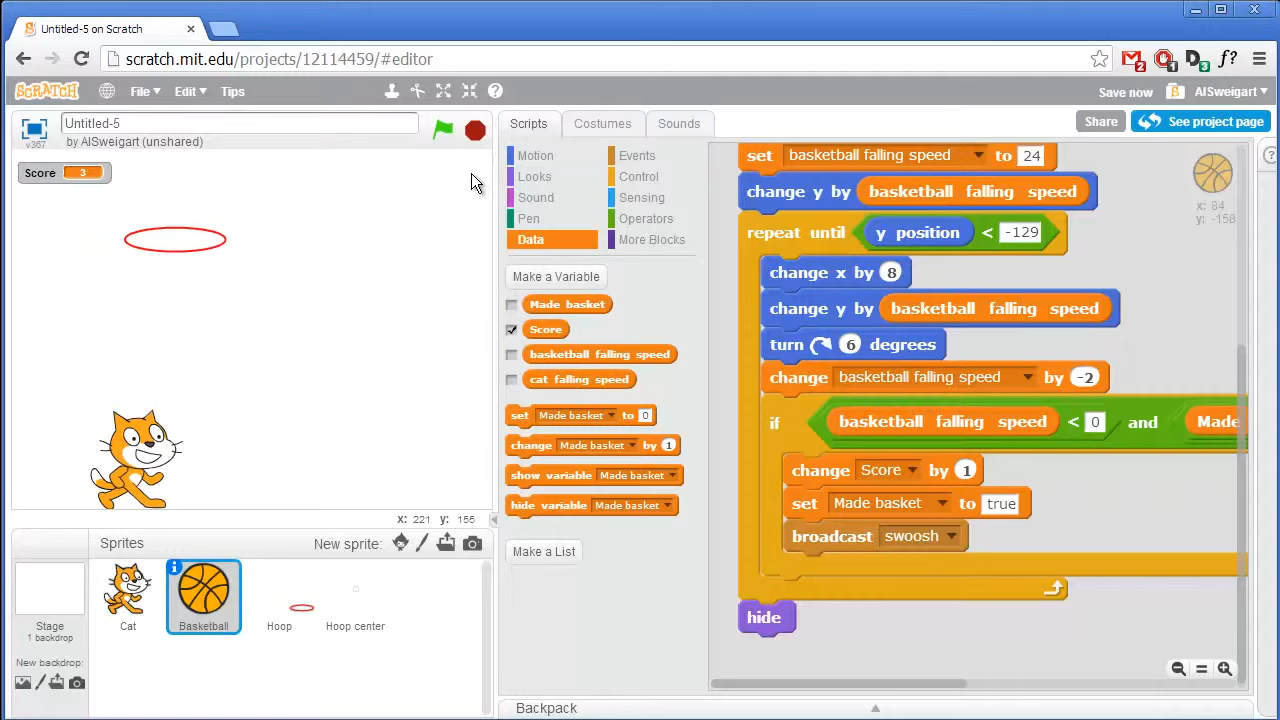 Untitled-5 on Scratch
scratch.mit.edu/projects/12114459/#editor
2 1 3 f?
SCRATCH File Edit Tips Save now AlSweigart
Untitled-5
v367 by AlSweigart (unshared)
Scripts Costumes Sounds
Share See project page
Score 3
Motion Events
Looks Control
Sound Sensing
Pen Operators
Data More Blocks
Make a Variable
Made basket
Score
basketball falling speed
cat falling speed
set Made basket to 0
change Made basket by 1
show variable Made basket
hide variable Made basket
Make a List
set basketball falling speed to 24
change y by basketball falling speed
repeat until y position < -129
change x by 8
change y by basketball falling speed
turn 6 degrees
change basketball falling speed by -2
if basketball falling speed < 0 and Made
change Score by 1
set Made basket to true
broadcast swoosh
hide
x: 84
y: -158
x: 221 y: 155
Sprites New sprite:
Stage
1 backdrop
New backdrop:
Cat Basketball Hoop Hoop center
Backpack